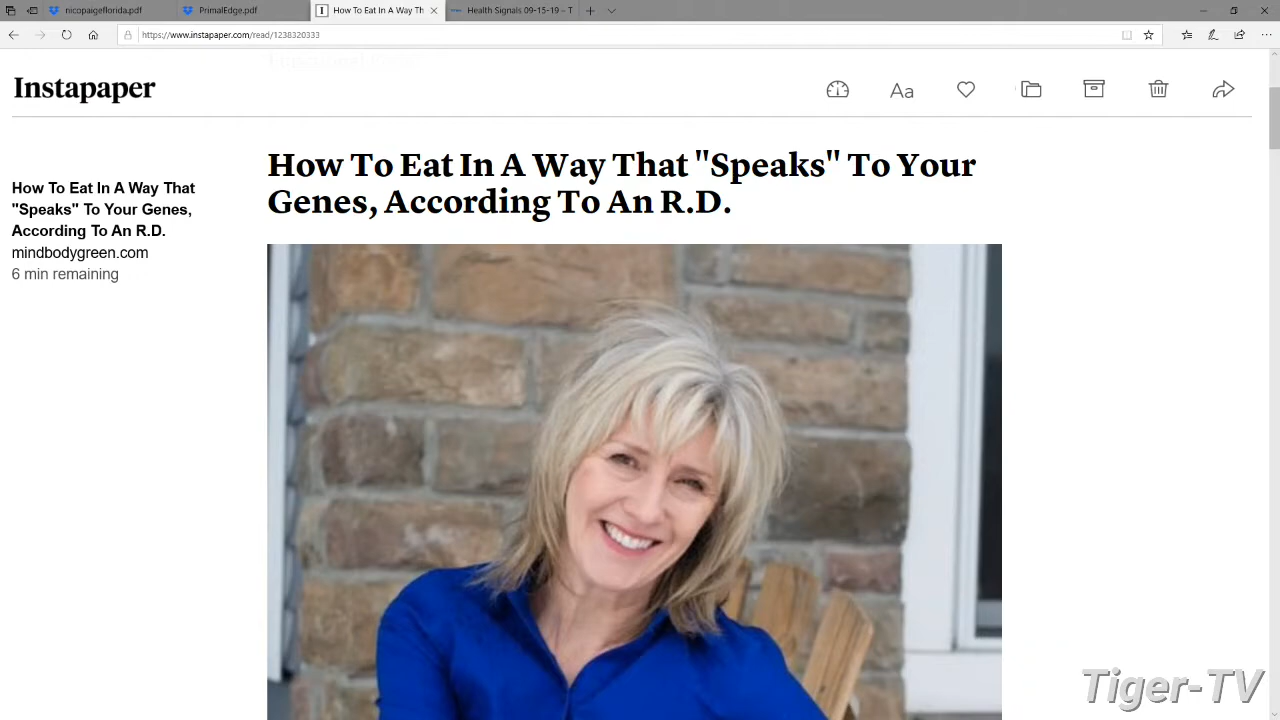 nicopaigeflorida.pdf
PrimalEdge.pdf
How To Eat In A Way Th
Health Signals 09-15-19 – T
https://www.instapaper.com/read/1238320333
Instapaper
Aa
How To Eat In A Way That "Speaks" To Your
Genes, According To An R.D.
How To Eat In A Way That
"Speaks" To Your Genes,
According To An R.D.
mindbodygreen.com
6 min remaining
Tiger-TV